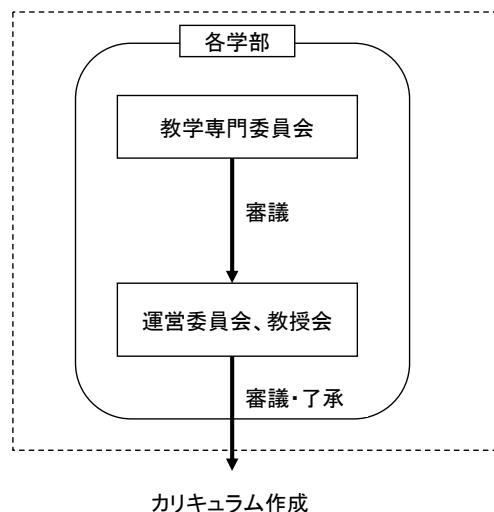 各学部
教学専門委員会
審議
運営委員会、教授会
審議・了承
カリキュラム作成